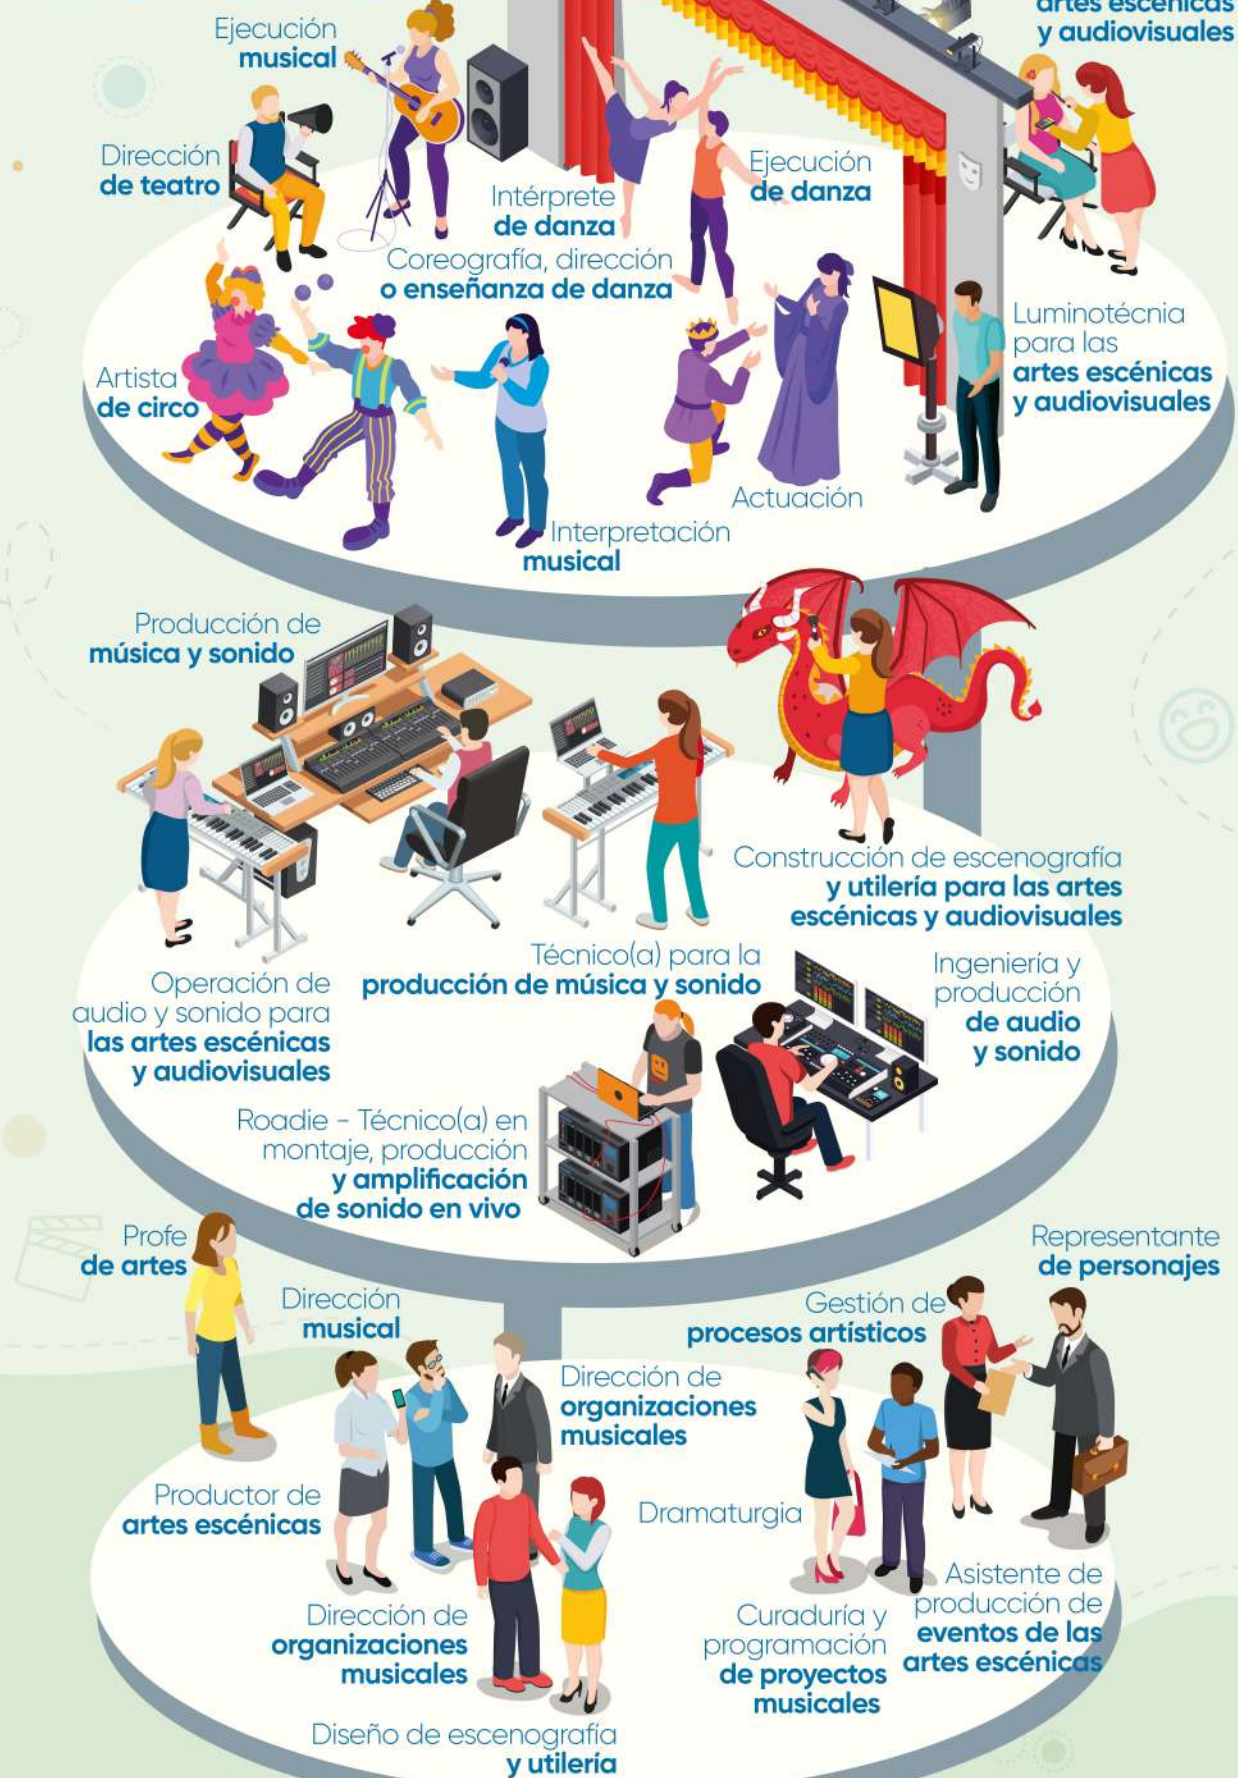 artes escénicas
y audiovisuales
Ejecución
musical
Dirección
de teatro
Intérprete
de danza
Ejecución
de danza
Coreografía, dirección
o enseñanza de danza
Luminotécnia
para las
artes escénicas
y audiovisuales
Artista
de circo
Actuación
Interpretación
musical
Producción de
música y sonido
Construcción de escenografía
y utilería para las artes
escénicas y audiovisuales
Técnico(a) para la
producción de música y sonido
Ingeniería y
producción
de audio
y sonido
Operación de
audio y sonido para
las artes escénicas
y audiovisuales
Roadie - Técnico(a) en
montaje, producción
y amplificación
de sonido en vivo
Profe
de artes
Representante
de personajes
Dirección
musical
Gestión de
procesos artísticos
Dirección de
organizaciones
musicales
Productor de
artes escénicas
Dramaturgia
Asistente de
producción de
eventos de las
artes escénicas
Dirección de
organizaciones
musicales
Curaduría y
programación
de proyectos
musicales
Diseño de escenografía
y utilería